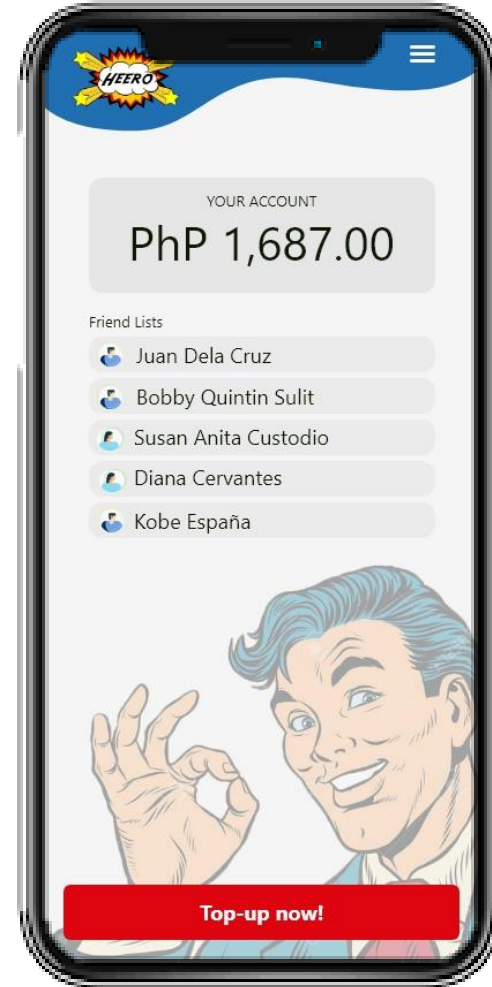 HEERO
YOUR ACCOUNT
PhP 1,687.00
Friend Lists
Juan Dela Cruz
Bobby Quintin Sulit
Susan Anita Custodio
Diana Cervantes
Kobe España
Top-up now!